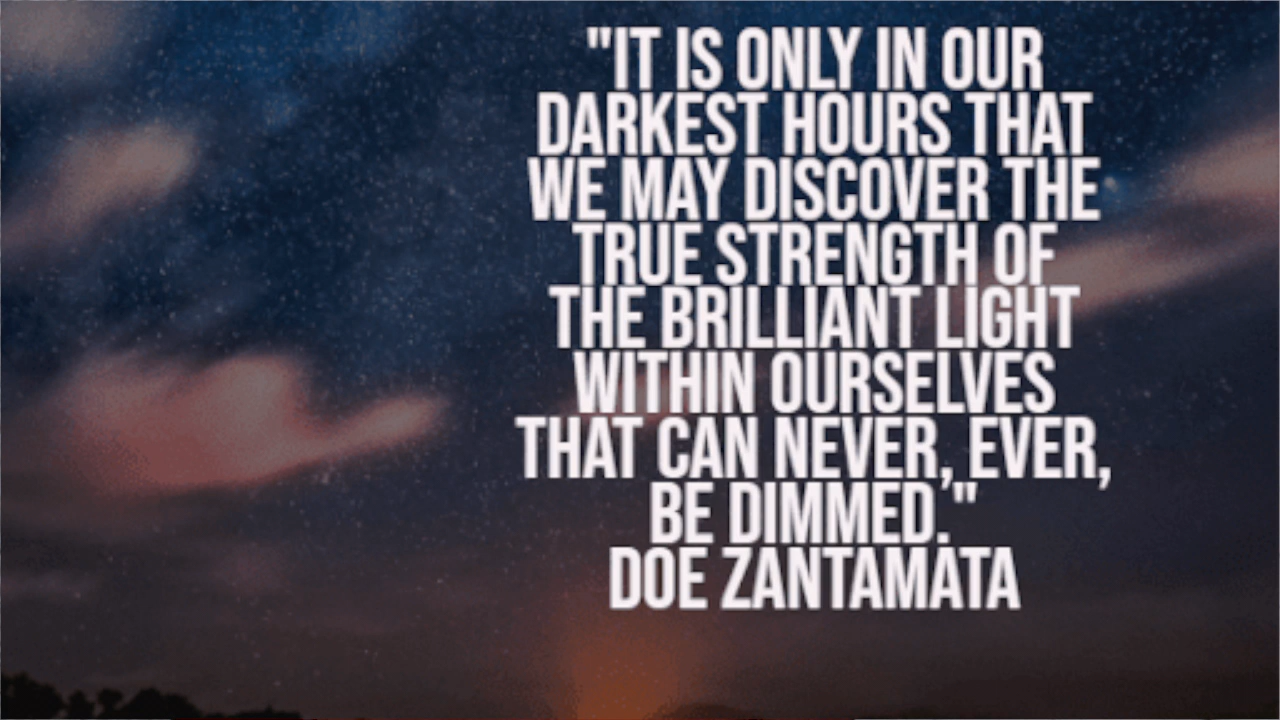 "IT IS ONLY IN OUR
DARKEST HOURS THAT
WE MAY DISCOVER THE
TRUE STRENGTH OF
THE BRILLIANT LIGHT
WITHIN OURSELVES
THAT CAN NEVER, EVER,
BE DIMMED."
DOE ZANTAMATA